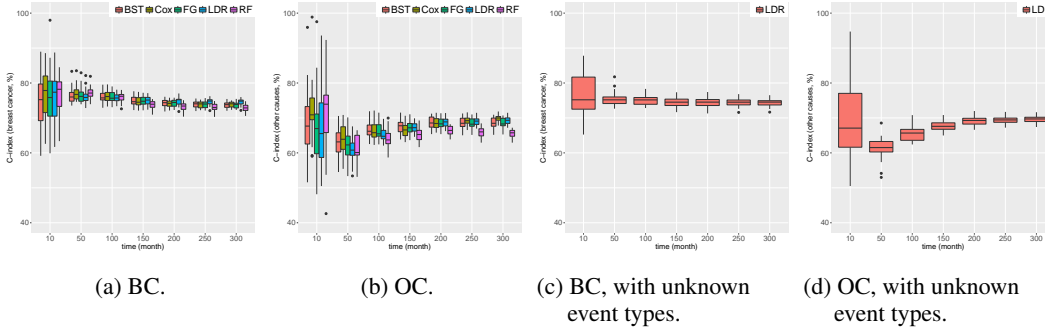 BST Cox FG LDR RF
C-index (breast cancer, %)
100
80
60
40
10 50 100 150 200 250 300
time (month)
(a) BC.
BST Cox FG LDR RF
C-index (other causes, %)
100
80
60
40
10 50 100 150 200 250 300
time (month)
(b) OC.
LDR
C-index (breast cancer, %)
100
80
60
40
10 50 100 150 200 250 300
time (month)
(c) BC, with unknown
event types.
LD
C-index (other causes, %)
100
80
60
40
10 50 100 150 200 250 300
time (month)
(d) OC, with unknown
event types.